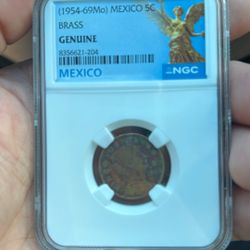 (1954-69Mo) MEXICO 5C
BRASS
GENUINE
8356621-204
MEXICO
NGC